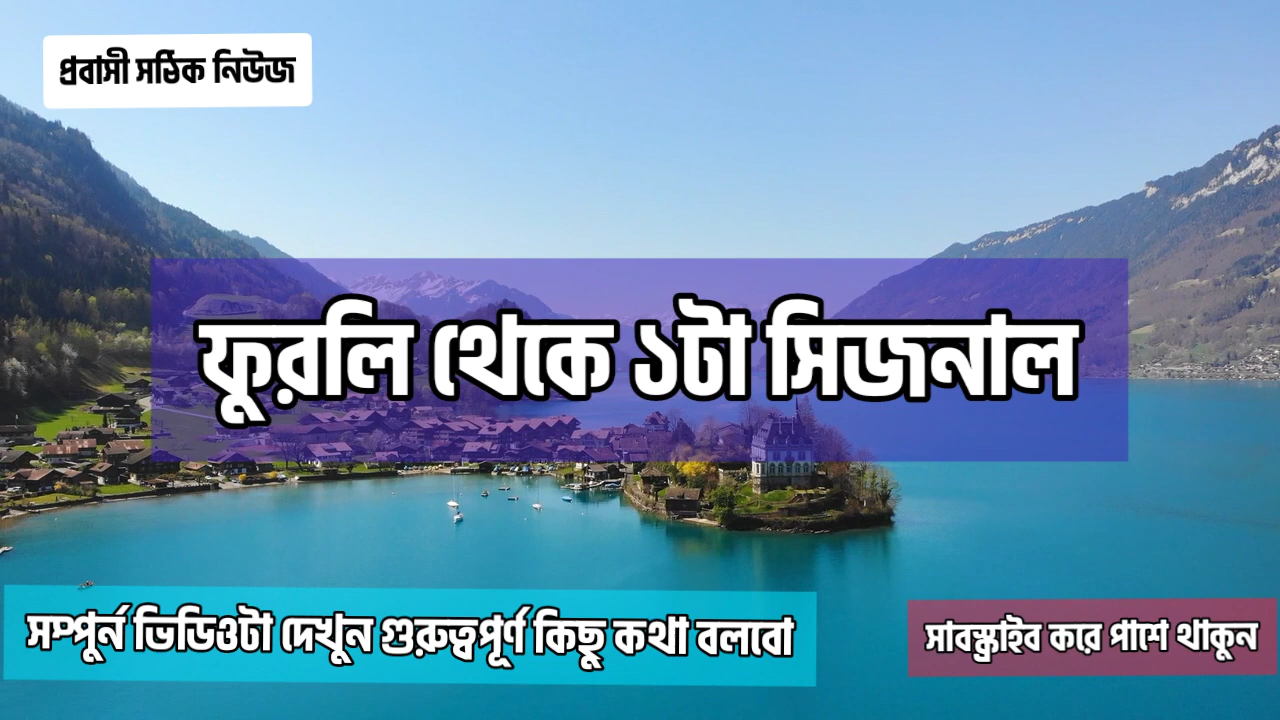 প্রবাসী সঠিক নিউজ
ফুরলি থেকে ১টা সিজনাল
সম্পূর্ন ভিডিওটা দেখুন গুরুত্বপূর্ণ কিছু কথা বলবো
সাবস্ক্রাইব করে পাশে থাকুন